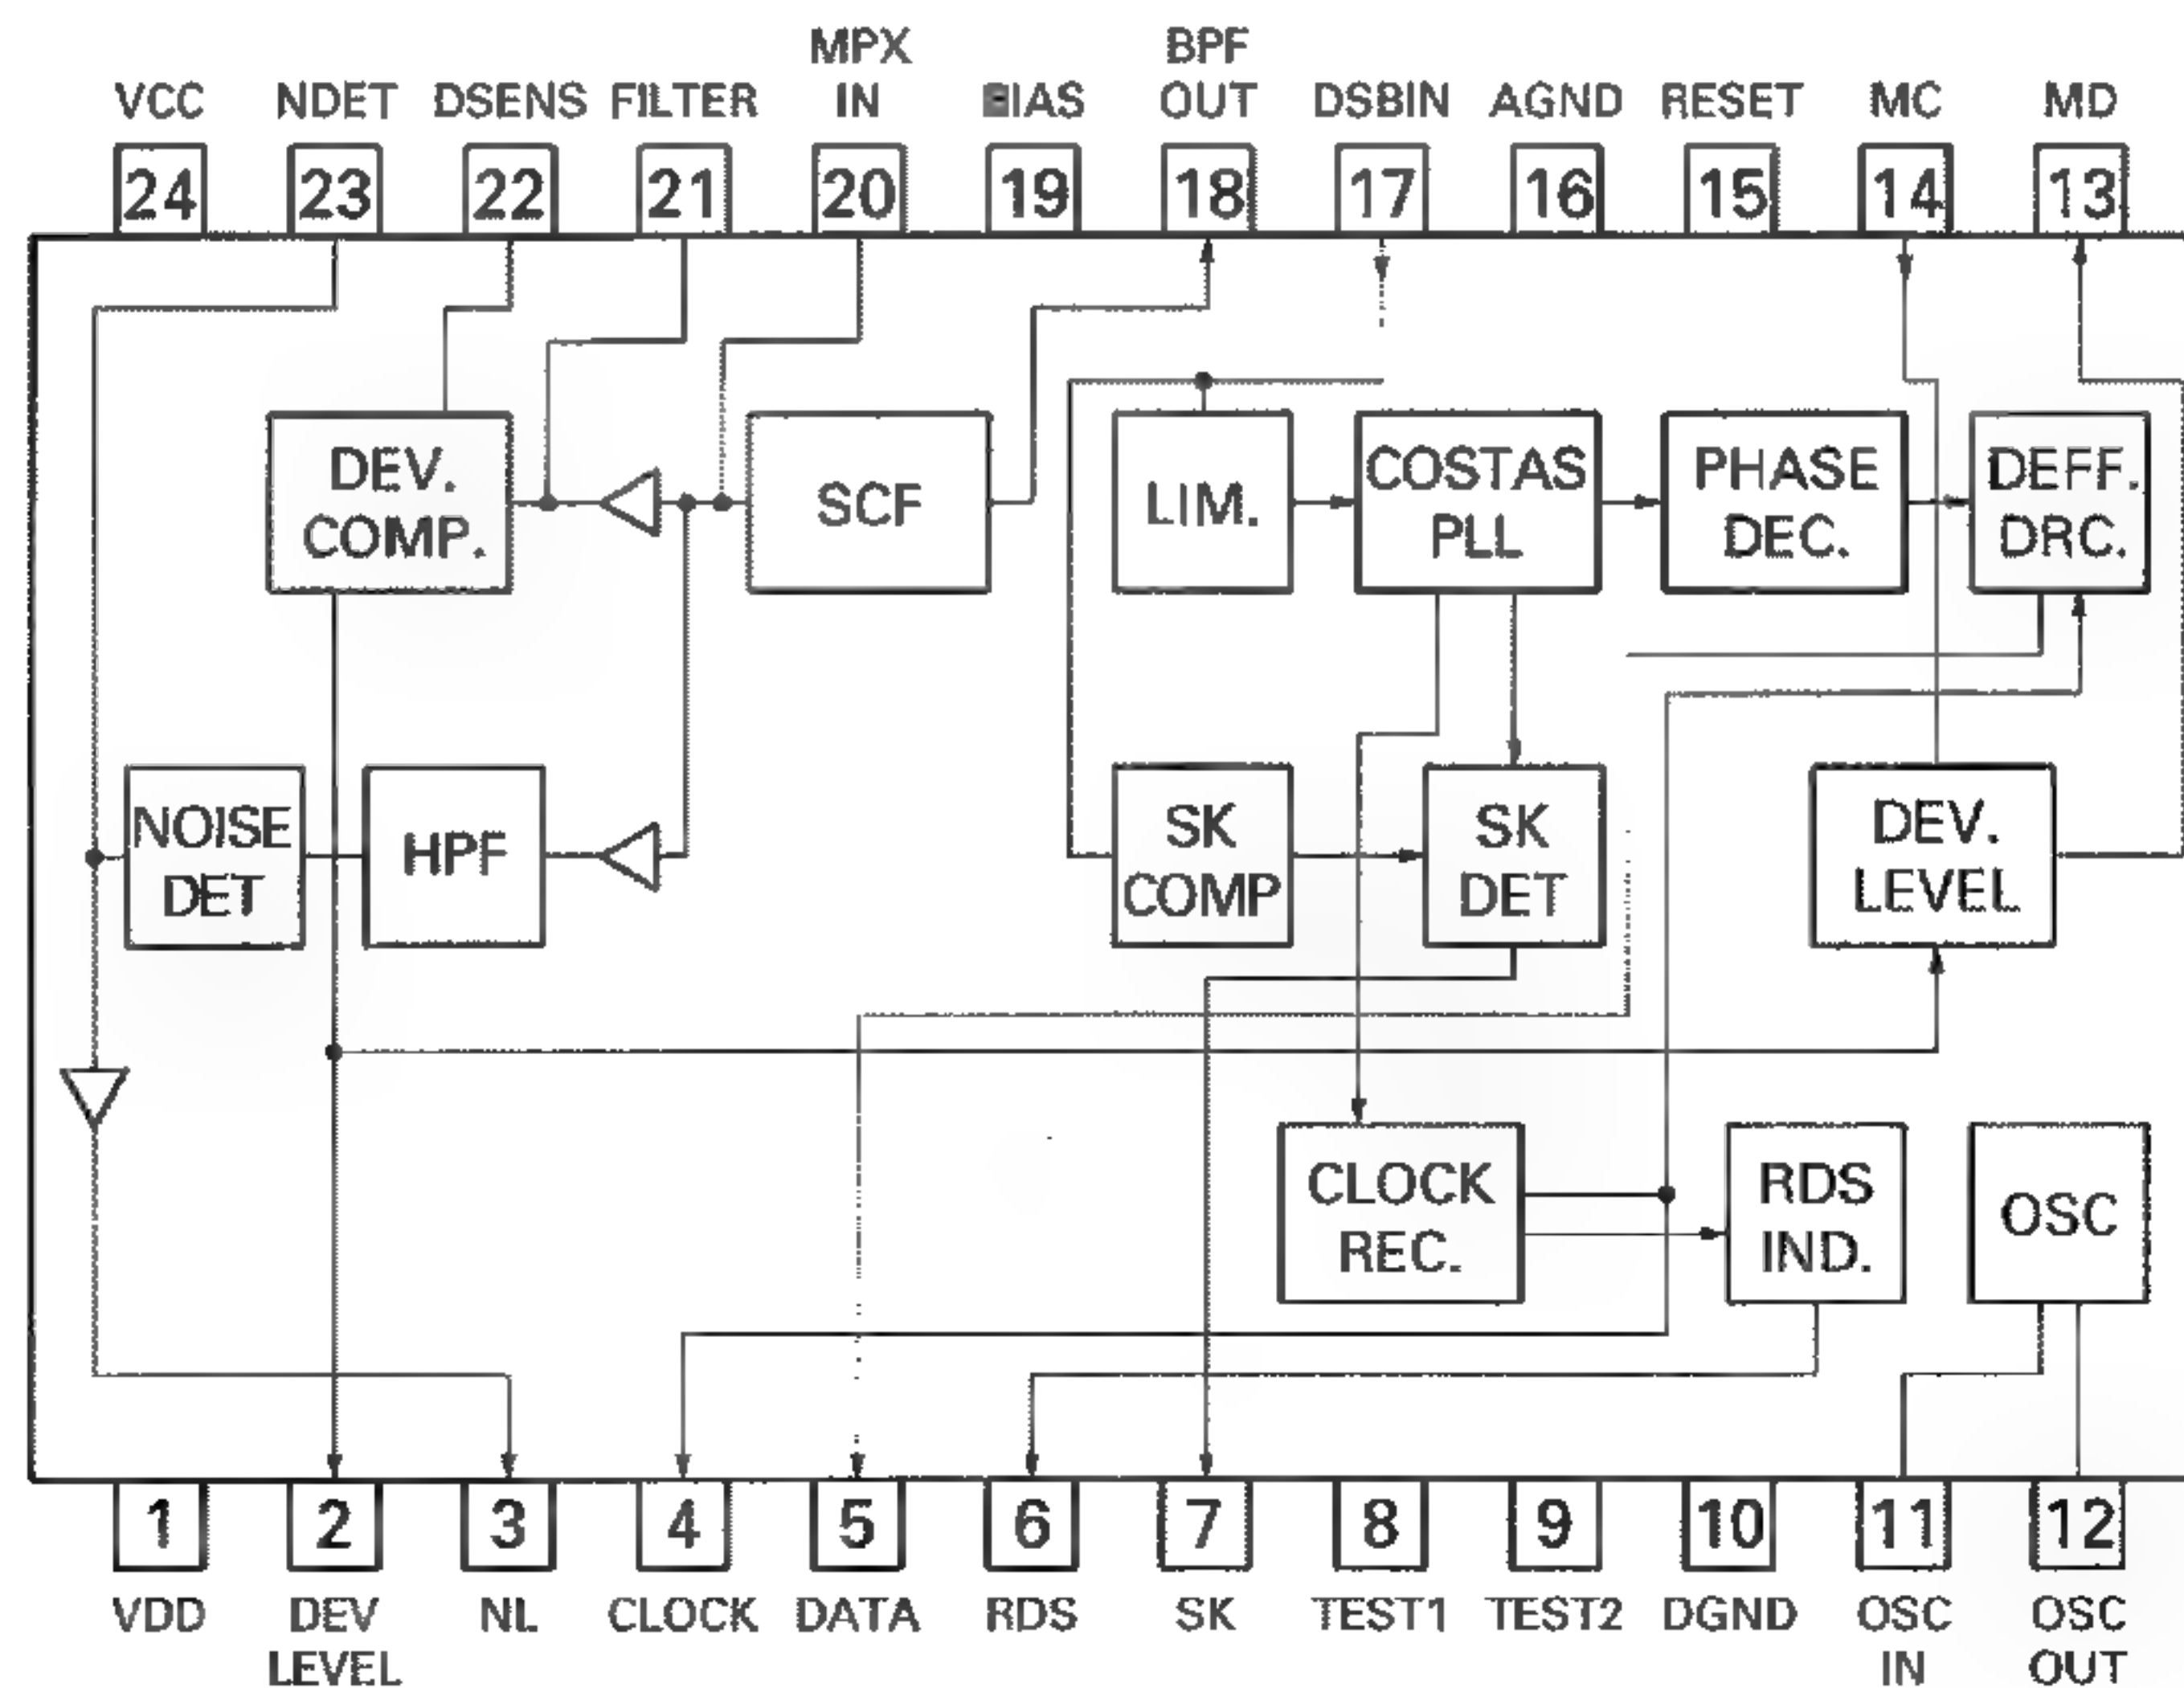 MPX
BPF
VCC NDET DSENS FILTER IN BIAS OUT DSBIN AGND RESET MC MD
24 23 22 21 20 19 18 17 16 15 14 13
DEV.
COMP.
SCF
LIM.
COSTAS
PLL
PHASE
DEC.
DEFF.
DRC.
NOISE
DET
HPF
SK
COMP
SK
DET
DEV.
LEVEL
CLOCK
REC.
RDS
IND.
OSC
1 2 3 4 5 6 7 8 9 10 11 12
VDD DEV NL CLOCK DATA RDS SK TEST1 TEST2 DGND OSC OSC
LEVEL IN OUT